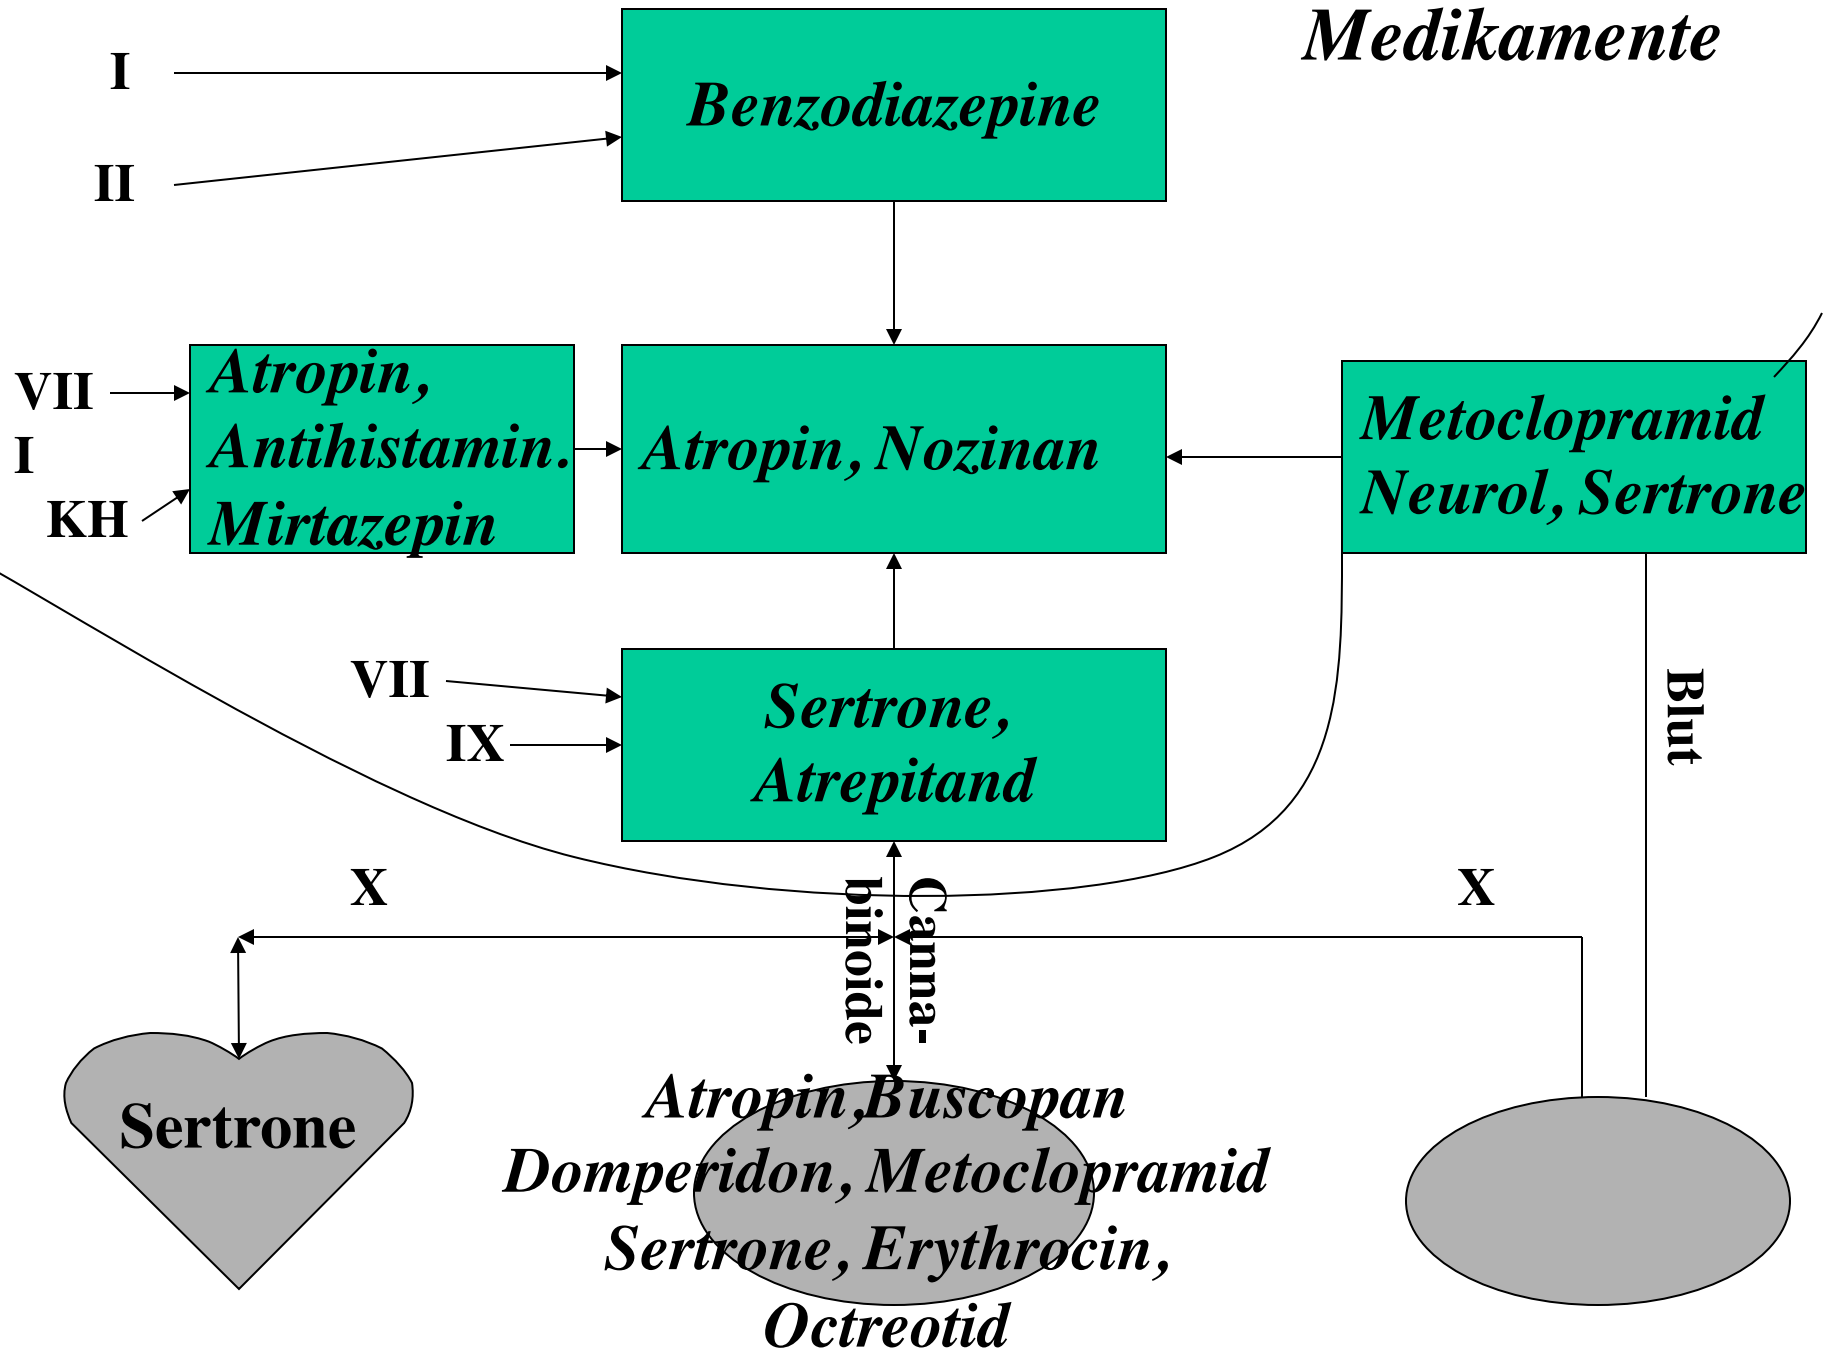 Medikamente
I
II
Benzodiazepine
VII
I
KH
Atropin,
Antihistamin.
Mirtazepin
Atropin, Nozinan
Metoclopramid
Neurol, Sertrone
VII
IX
Sertrone,
Atrepitand
Blut
X
X
Canna-
binoide
Sertrone
Atropin,Buscopan
Domperidon, Metoclopramid
Sertrone, Erythrocin,
Octreotid